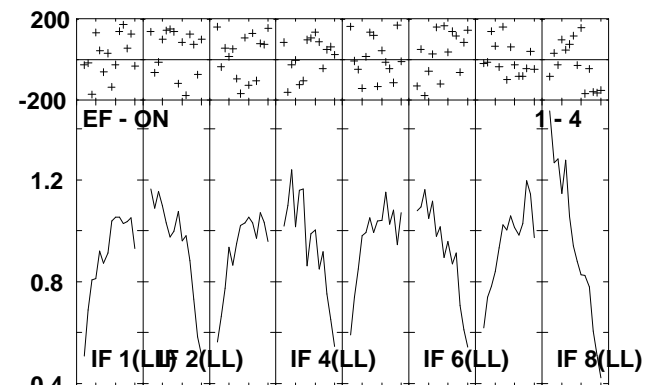 200
-200
EF - ON 1 - 4
1.2
0.8
IF 1(LL) IF 2(LL) IF 4(LL) IF 6(LL) IF 8(LL)
0.4